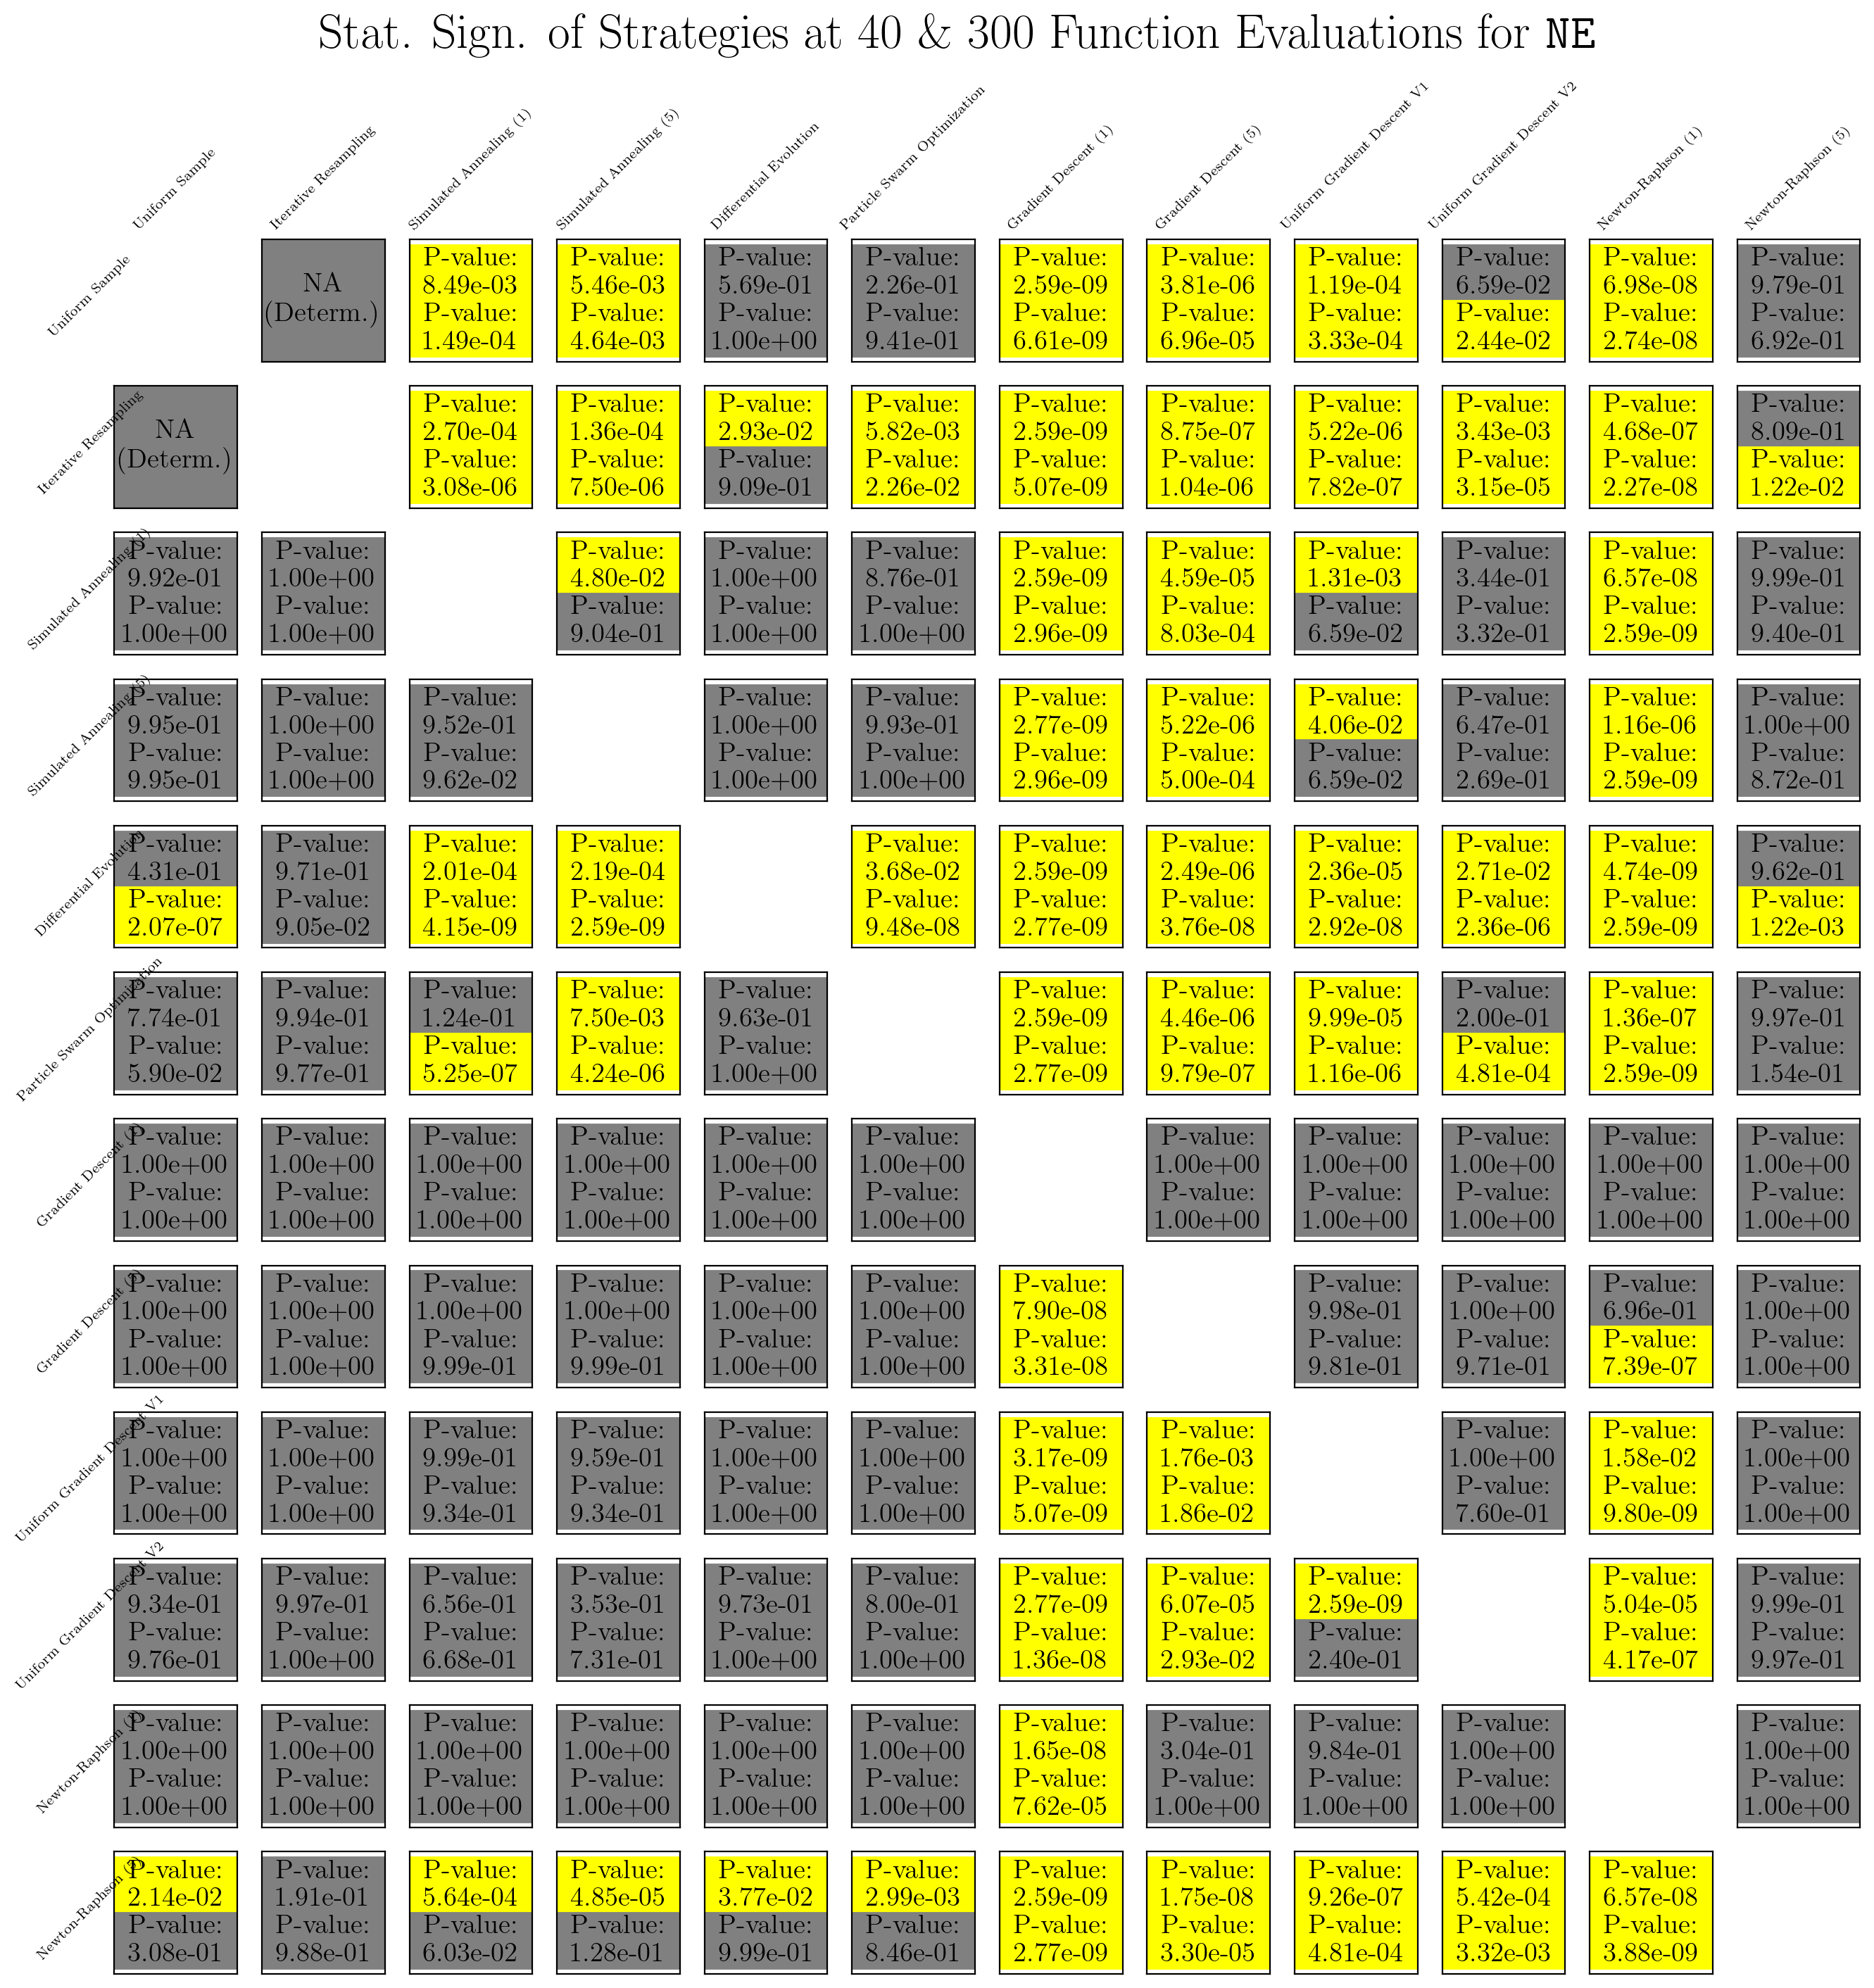 Stat. Sign. of Strategies at 40 & 300 Function Evaluations for NE
Uniform Sample
Iterative Resampling
Simulated Annealing (1)
Simulated Annealing (5)
Differential Evolution
Particle Swarm Optimization
Gradient Descent (1)
Gradient Descent (5)
Uniform Gradient Descent V1
Uniform Gradient Descent V2
Newton-Raphson (1)
Newton-Raphson (5)
Uniform Sample
NA
(Determ.)
P-value: P-value: P-value: P-value: P-value: P-value: P-value: P-value: P-value: P-value:
8.49e-03 5.46e-03 5.69e-01 2.26e-01 2.59e-09 3.81e-06 1.19e-04 6.59e-02 6.98e-08 9.79e-01
P-value: P-value: P-value: P-value: P-value: P-value: P-value: P-value: P-value: P-value:
1.49e-04 4.64e-03 1.00e+00 9.41e-01 6.61e-09 6.96e-05 3.33e-04 2.44e-02 2.74e-08 6.92e-01
Iterative Resampling
NA
(Determ.)
P-value: P-value: P-value: P-value: P-value: P-value: P-value: P-value: P-value: P-value:
2.70e-04 1.36e-04 2.93e-02 5.82e-03 2.59e-09 8.75e-07 5.22e-06 3.43e-03 4.68e-07 8.09e-01
P-value: P-value: P-value: P-value: P-value: P-value: P-value: P-value: P-value: P-value:
3.08e-06 7.50e-06 9.09e-01 2.26e-02 5.07e-09 1.04e-06 7.82e-07 3.15e-05 2.27e-08 1.22e-02
Simulated Annealing (1)
P-value: P-value: P-value: P-value: P-value: P-value: P-value: P-value: P-value: P-value: P-value:
9.92e-01 1.00e+00 4.80e-02 1.00e+00 8.76e-01 2.59e-09 4.59e-05 1.31e-03 3.44e-01 6.57e-08 9.99e-01
P-value: P-value: P-value: P-value: P-value: P-value: P-value: P-value: P-value: P-value: P-value:
1.00e+00 1.00e+00 9.04e-01 1.00e+00 1.00e+00 2.96e-09 8.03e-04 6.59e-02 3.32e-01 2.59e-09 9.40e-01
Simulated Annealing (5)
P-value: P-value: P-value: P-value: P-value: P-value: P-value: P-value: P-value: P-value: P-value:
9.95e-01 1.00e+00 9.52e-01 1.00e+00 9.93e-01 2.77e-09 5.22e-06 4.06e-02 6.47e-01 1.16e-06 1.00e+00
P-value: P-value: P-value: P-value: P-value: P-value: P-value: P-value: P-value: P-value: P-value:
9.95e-01 1.00e+00 9.62e-02 1.00e+00 1.00e+00 2.96e-09 5.00e-04 6.59e-02 2.69e-01 2.59e-09 8.72e-01
Differential Evolution
P-value: P-value: P-value: P-value: P-value: P-value: P-value: P-value: P-value: P-value: P-value:
4.31e-01 9.71e-01 2.01e-04 2.19e-04 3.68e-02 2.59e-09 2.49e-06 2.36e-05 2.71e-02 4.74e-09 9.62e-01
P-value: P-value: P-value: P-value: P-value: P-value: P-value: P-value: P-value: P-value: P-value:
2.07e-07 9.05e-02 4.15e-09 2.59e-09 9.48e-08 2.77e-09 3.76e-08 2.92e-08 2.36e-06 2.59e-09 1.22e-03
Particle Swarm Optimization
P-value: P-value: P-value: P-value: P-value: P-value: P-value: P-value: P-value: P-value: P-value:
7.74e-01 9.94e-01 1.24e-01 7.50e-03 9.63e-01 2.59e-09 4.46e-06 9.99e-05 2.00e-01 1.36e-07 9.97e-01
P-value: P-value: P-value: P-value: P-value: P-value: P-value: P-value: P-value: P-value: P-value:
5.90e-02 9.77e-01 5.25e-07 4.24e-06 1.00e+00 2.77e-09 9.79e-07 1.16e-06 4.81e-04 2.59e-09 1.54e-01
Gradient Descent (1)
P-value: P-value: P-value: P-value: P-value: P-value: P-value: P-value: P-value: P-value: P-value:
1.00e+00 1.00e+00 1.00e+00 1.00e+00 1.00e+00 1.00e+00 1.00e+00 1.00e+00 1.00e+00 1.00e+00 1.00e+00
P-value: P-value: P-value: P-value: P-value: P-value: P-value: P-value: P-value: P-value: P-value:
1.00e+00 1.00e+00 1.00e+00 1.00e+00 1.00e+00 1.00e+00 1.00e+00 1.00e+00 1.00e+00 1.00e+00 1.00e+00
Gradient Descent (5)
P-value: P-value: P-value: P-value: P-value: P-value: P-value: P-value: P-value: P-value: P-value:
1.00e+00 1.00e+00 1.00e+00 1.00e+00 1.00e+00 1.00e+00 7.90e-08 9.98e-01 1.00e+00 6.96e-01 1.00e+00
P-value: P-value: P-value: P-value: P-value: P-value: P-value: P-value: P-value: P-value: P-value:
1.00e+00 1.00e+00 9.99e-01 9.99e-01 1.00e+00 1.00e+00 3.31e-08 9.81e-01 9.71e-01 7.39e-07 1.00e+00
Uniform Gradient Descent V1
P-value: P-value: P-value: P-value: P-value: P-value: P-value: P-value: P-value: P-value: P-value:
1.00e+00 1.00e+00 9.99e-01 9.59e-01 1.00e+00 1.00e+00 3.17e-09 1.76e-03 1.00e+00 1.58e-02 1.00e+00
P-value: P-value: P-value: P-value: P-value: P-value: P-value: P-value: P-value: P-value: P-value:
1.00e+00 1.00e+00 9.34e-01 9.34e-01 1.00e+00 1.00e+00 5.07e-09 1.86e-02 7.60e-01 9.80e-09 1.00e+00
Uniform Gradient Descent V2
P-value: P-value: P-value: P-value: P-value: P-value: P-value: P-value: P-value: P-value: P-value:
9.34e-01 9.97e-01 6.56e-01 3.53e-01 9.73e-01 8.00e-01 2.77e-09 6.07e-05 2.59e-09 5.04e-05 9.99e-01
P-value: P-value: P-value: P-value: P-value: P-value: P-value: P-value: P-value: P-value: P-value:
9.76e-01 1.00e+00 6.68e-01 7.31e-01 1.00e+00 1.00e+00 1.36e-08 2.93e-02 2.40e-01 4.17e-07 9.97e-01
Newton-Raphson (1)
P-value: P-value: P-value: P-value: P-value: P-value: P-value: P-value: P-value: P-value: P-value:
1.00e+00 1.00e+00 1.00e+00 1.00e+00 1.00e+00 1.00e+00 1.65e-08 3.04e-01 9.84e-01 1.00e+00 1.00e+00
P-value: P-value: P-value: P-value: P-value: P-value: P-value: P-value: P-value: P-value: P-value:
1.00e+00 1.00e+00 1.00e+00 1.00e+00 1.00e+00 1.00e+00 7.62e-05 1.00e+00 1.00e+00 1.00e+00 1.00e+00
Newton-Raphson (5)
P-value: P-value: P-value: P-value: P-value: P-value: P-value: P-value: P-value: P-value: P-value:
2.14e-02 1.91e-01 5.64e-04 4.85e-05 3.77e-02 2.99e-03 2.59e-09 1.75e-08 9.26e-07 5.42e-04 6.57e-08
P-value: P-value: P-value: P-value: P-value: P-value: P-value: P-value: P-value: P-value: P-value:
3.08e-01 9.88e-01 6.03e-02 1.28e-01 9.99e-01 8.46e-01 2.77e-09 3.30e-05 4.81e-04 3.32e-03 3.88e-09